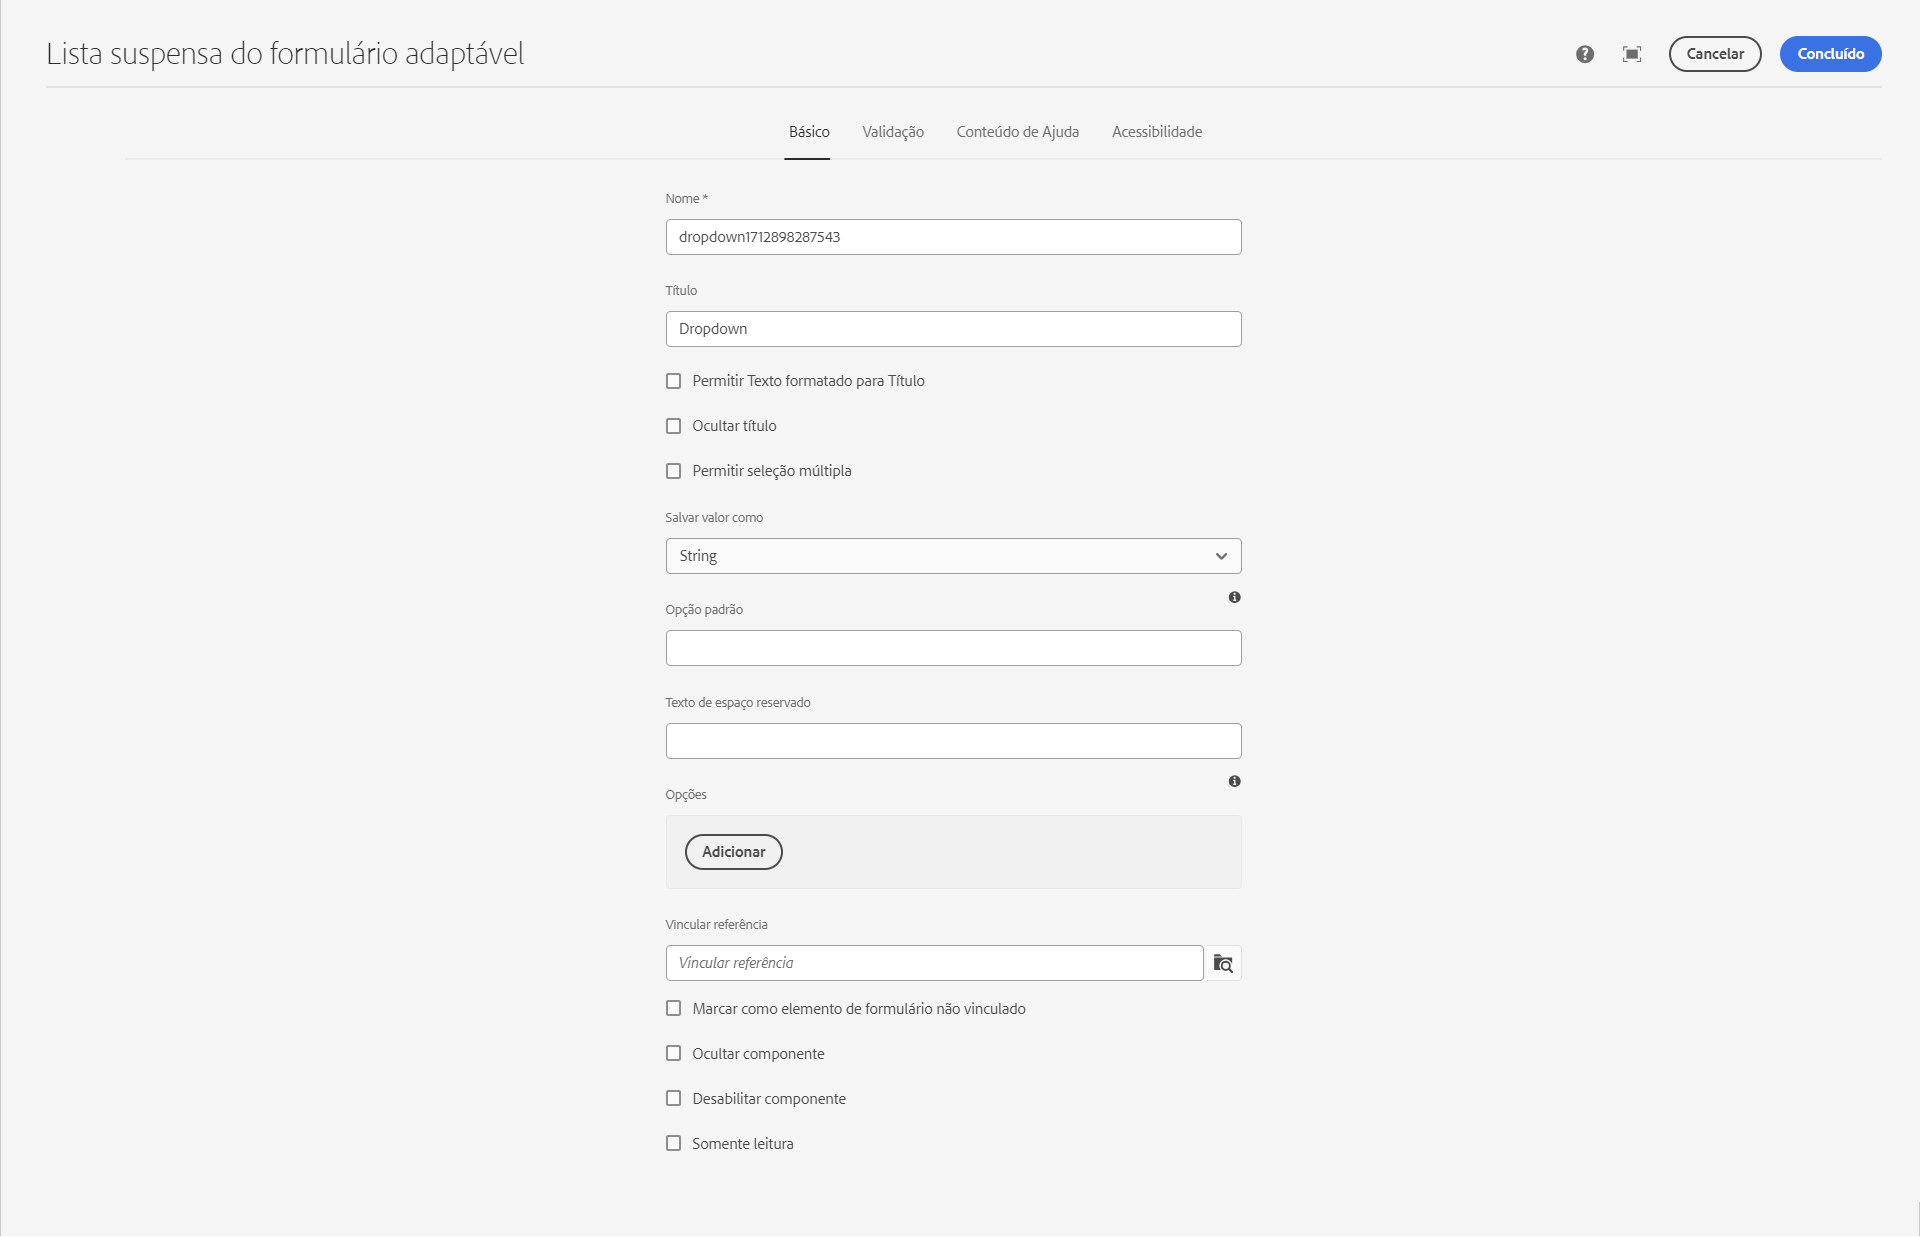 Lista suspensa do formulário adaptável
Cancelar
Concluído
Básico
Validação
Conteúdo de Ajuda
Acessibilidade
Nome *
dropdown1712898287543
Título
Dropdown
Permitir Texto formatado para Título
Ocultar título
Permitir seleção múltipla
Salvar valor como
String
Opção padrão
Texto de espaço reservado
Opções
Adicionar
Vincular referência
Vincular referência
Marcar como elemento de formulário não vinculado
Ocultar componente
Desabilitar componente
Somente leitura